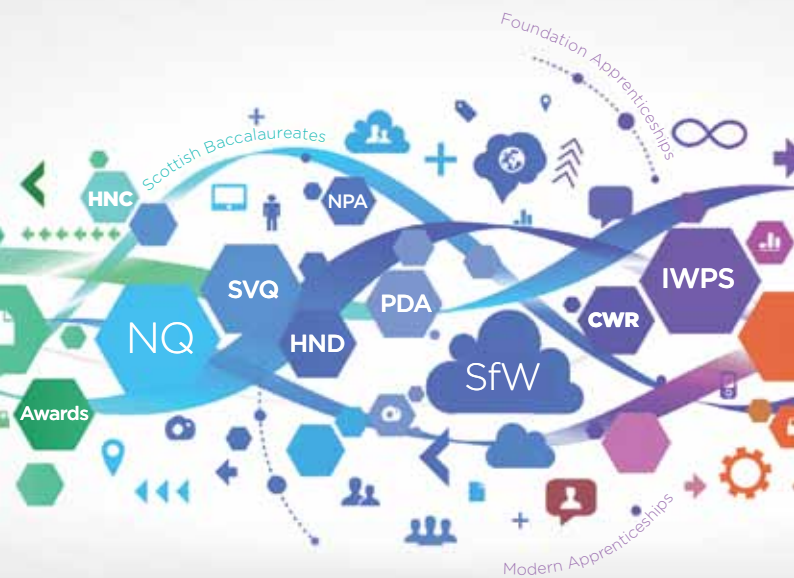 Foundation Apprenticeships
Scottish Baccalaureates
HNC
NPA
SVQ
IWPS
PDA
CWR
NQ
HND
SfW
Awards
Modern Apprenticeships